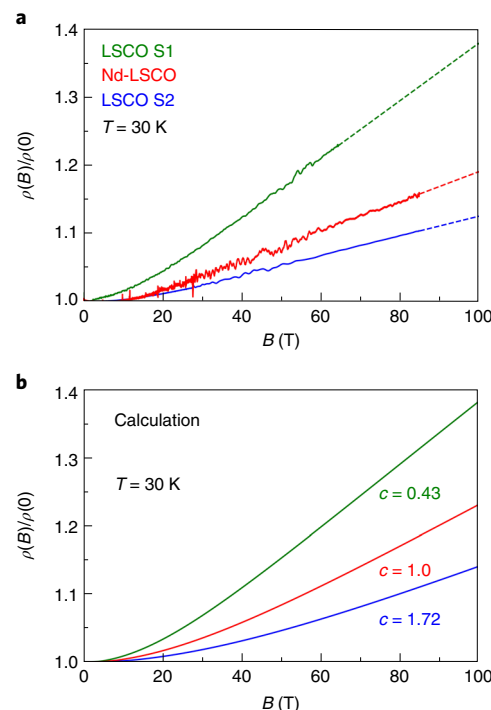 a
1.4
LSCO S1
Nd-LSCO
LSCO S2
T = 30 K
1.3
ρ(B)/ρ(0)
1.2
1.1
1.0
0 20 40 60 80 100
B (T)
b
1.4
Calculation
T = 30 K
1.3
c = 0.43
ρ(B)/ρ(0)
1.2
c = 1.0
1.1
c = 1.72
1.0
0 20 40 60 80 100
B (T)